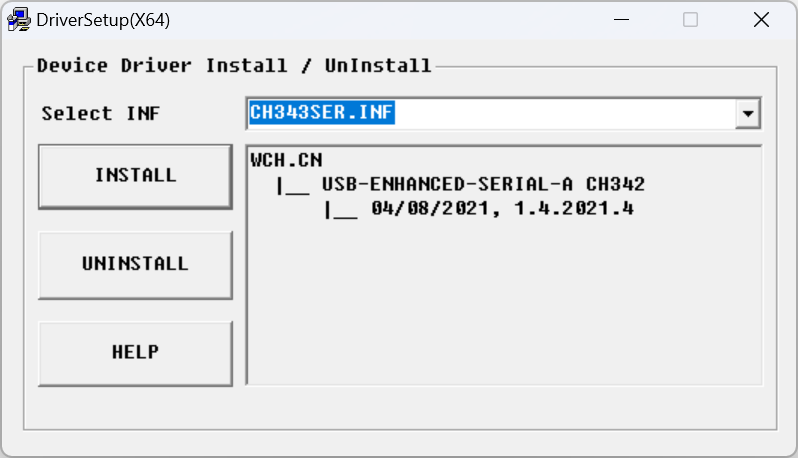 DriverSetup(X64)
Device Driver Install / UnInstall
Select INF
CH343SER.INF
INSTALL
WCH.CN
|__ USB-ENHANCED-SERIAL-A CH342
|__ 04/08/2021, 1.4.2021.4
UNINSTALL
HELP